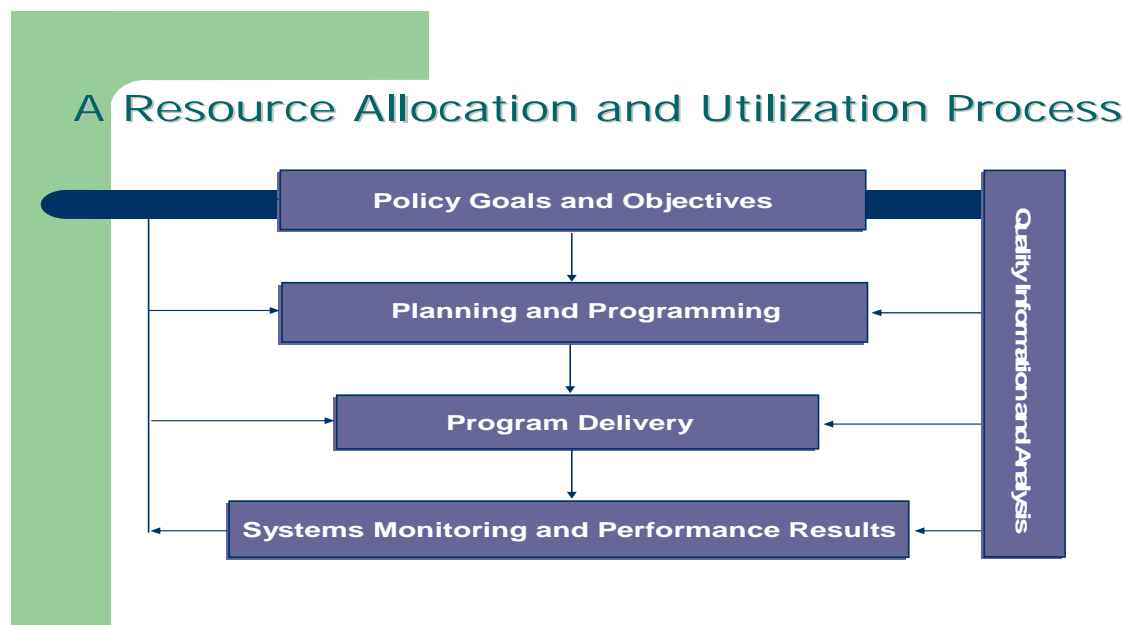 A Resource Allocation and Utilization Process
Policy Goals and Objectives
Planning and Programming
Program Delivery
Systems Monitoring and Performance Results
Quality Information and Analysis